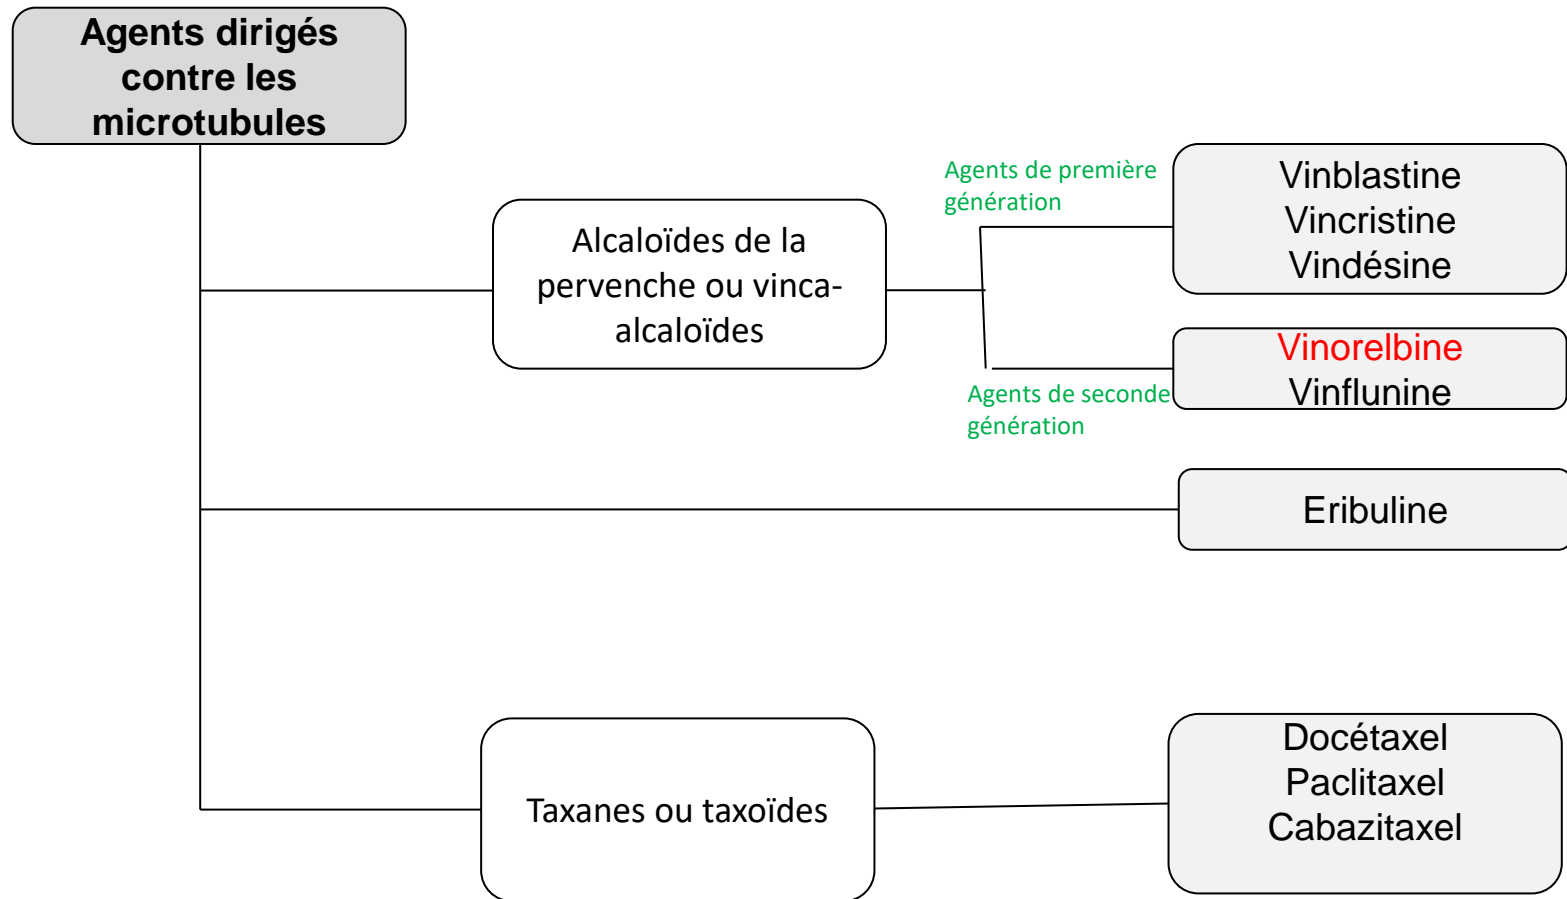 Agents dirigés
contre les
microtubules
Agents de première
génération
Vinblastine
Vincristine
Vindésine
Alcaloïdes de la
pervenche ou vinca-
alcaloïdes
Vinorelbine
Vinflunine
Agents de seconde
génération
Eribuline
Taxanes ou taxoïdes
Docétaxel
Paclitaxel
Cabazitaxel